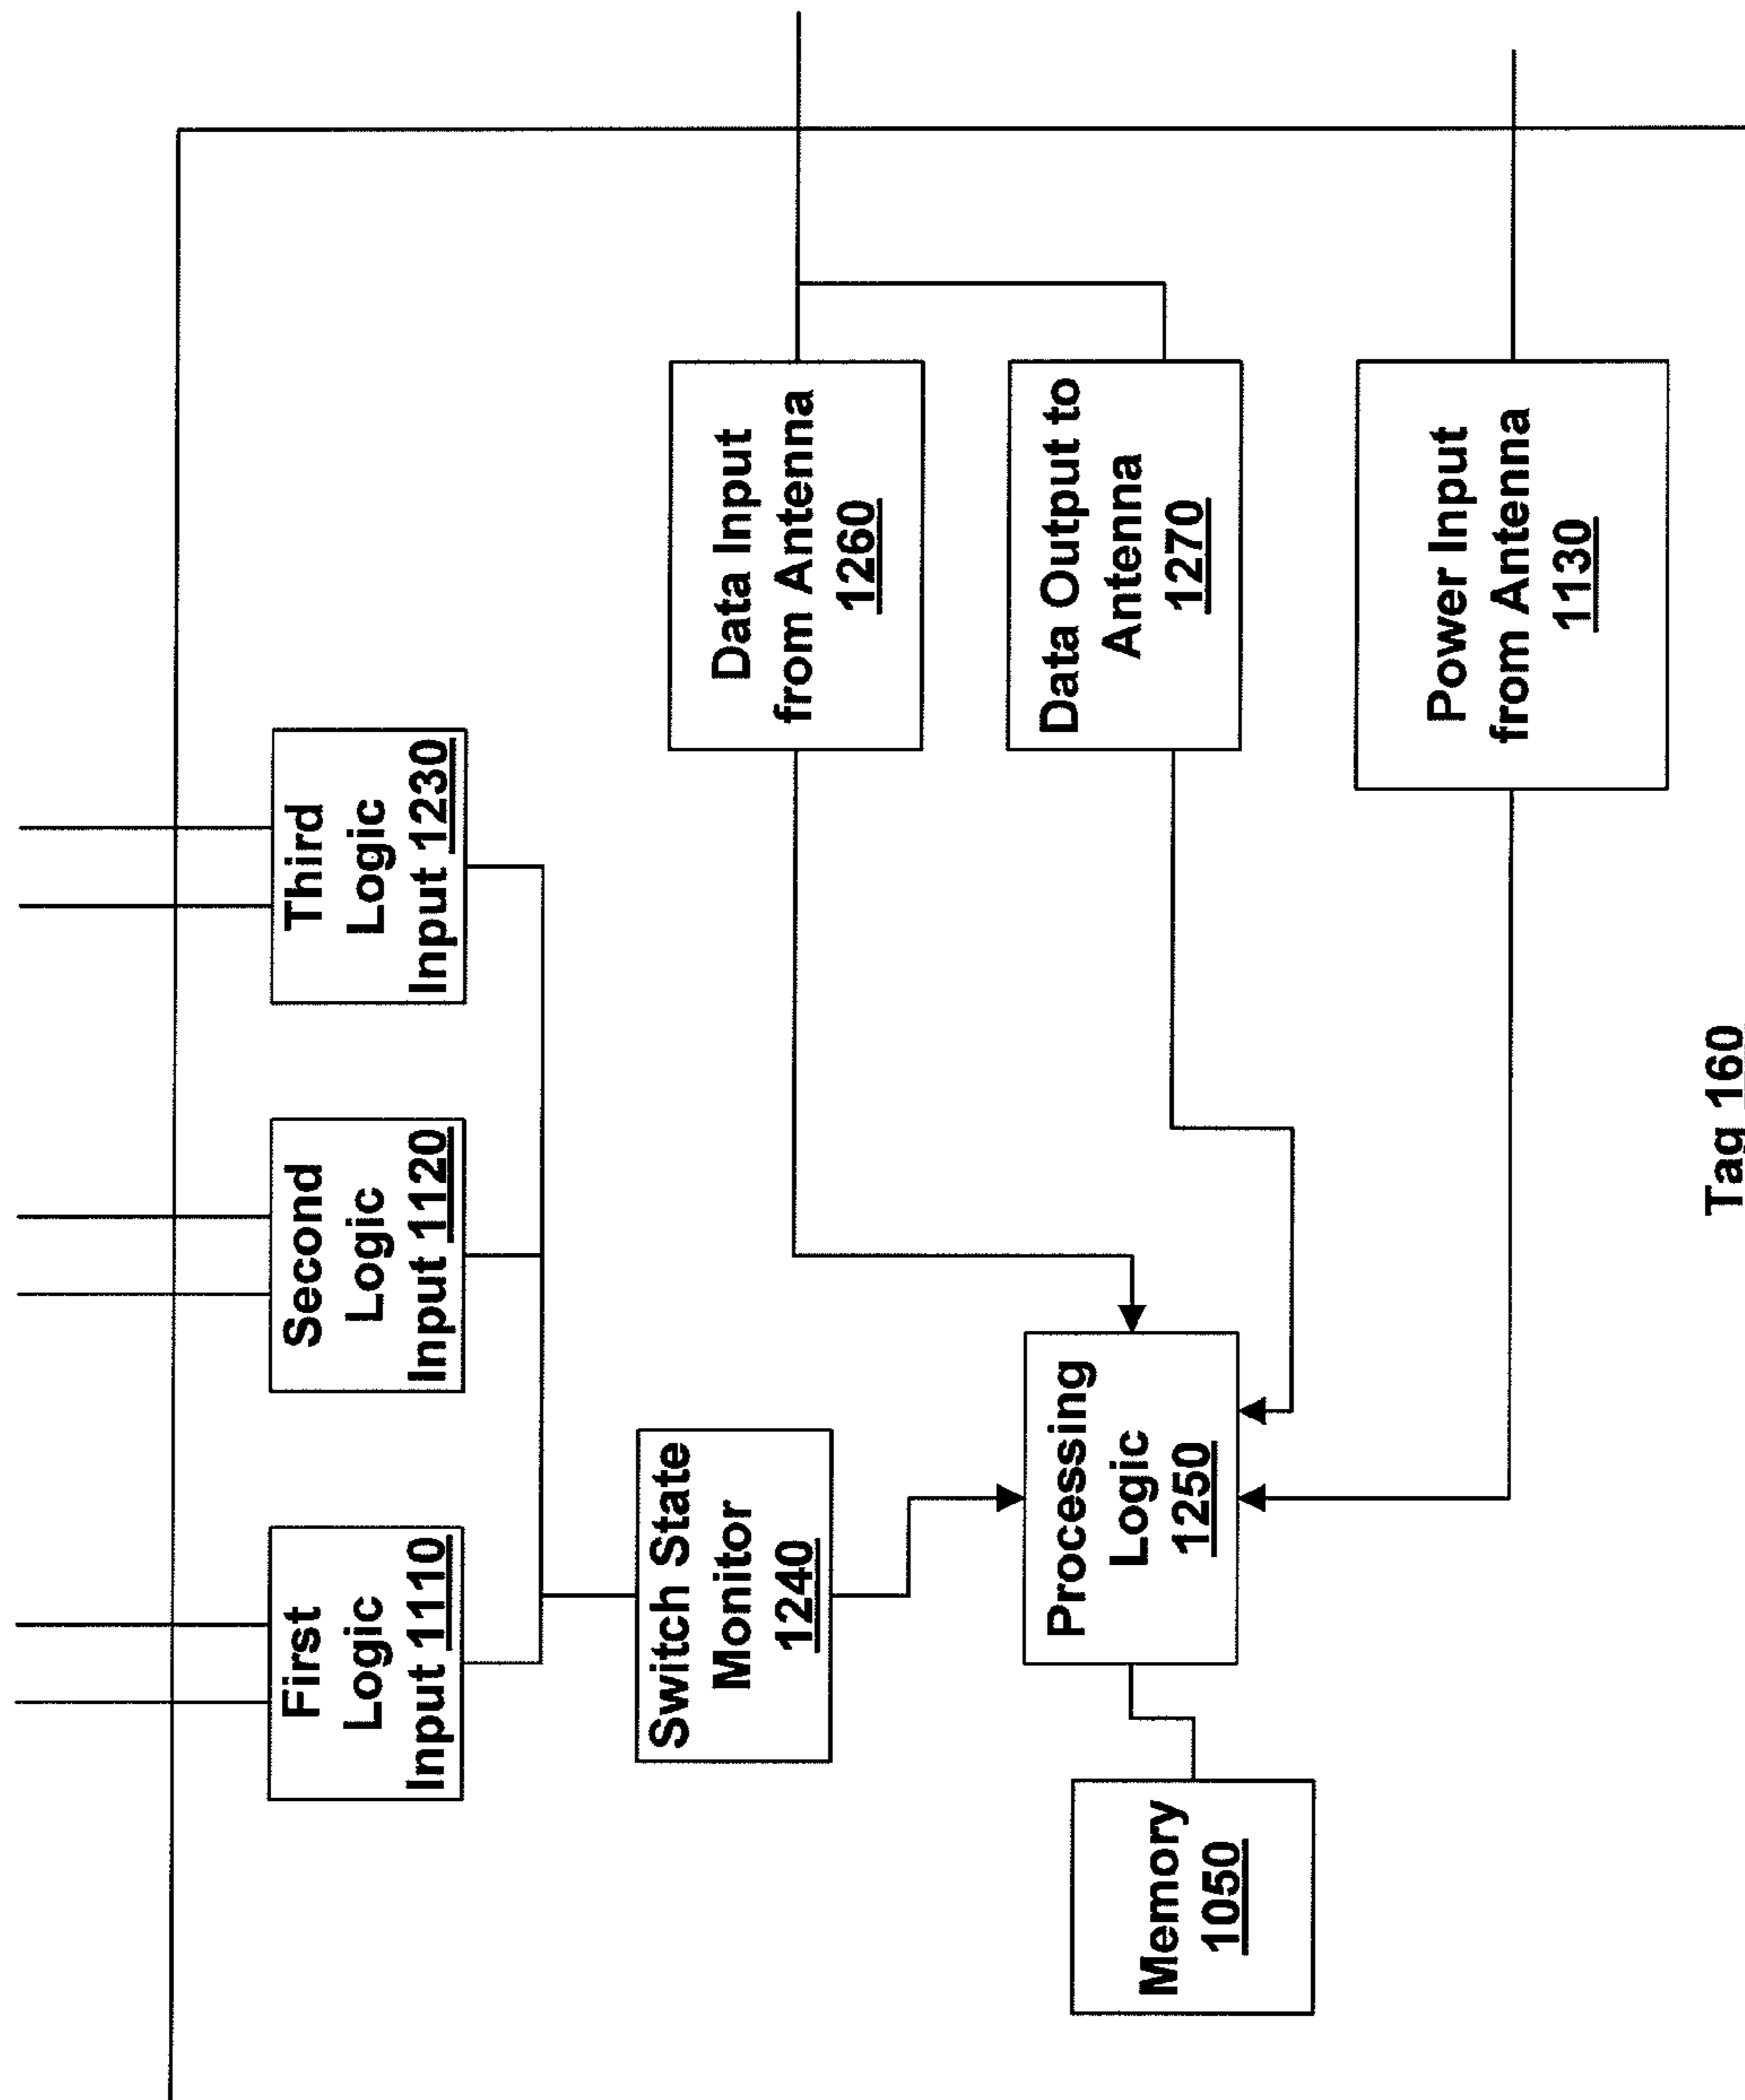 First
Logic
Input 1110
Second
Logic
Input 1120
Third
Logic
Input 1230
Switch State
Monitor
1240
Data Input
from Antenna
1260
Processing
Logic
1250
Data Output to
Antenna
1270
Memory
1050
Power Input
from Antenna
1130
Tag 160